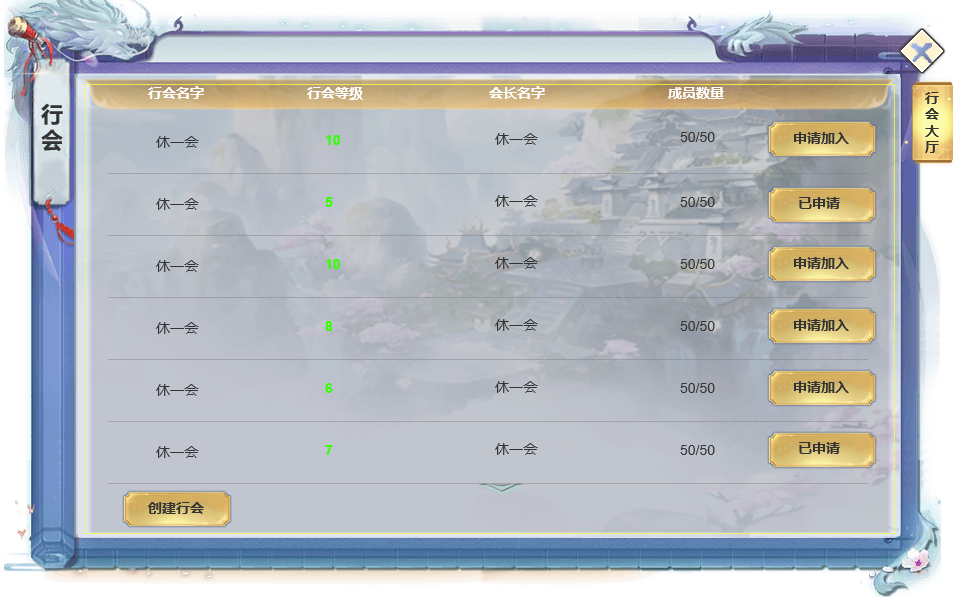 行会
行会名字 行会等级 会长名字 成员数量
行会大厅
休一会 10 休一会 50/50 申请加入
休一会 5 休一会 50/50 已申请
休一会 10 休一会 50/50 申请加入
休一会 8 休一会 50/50 申请加入
休一会 6 休一会 50/50 申请加入
休一会 7 休一会 50/50 已申请
创建行会